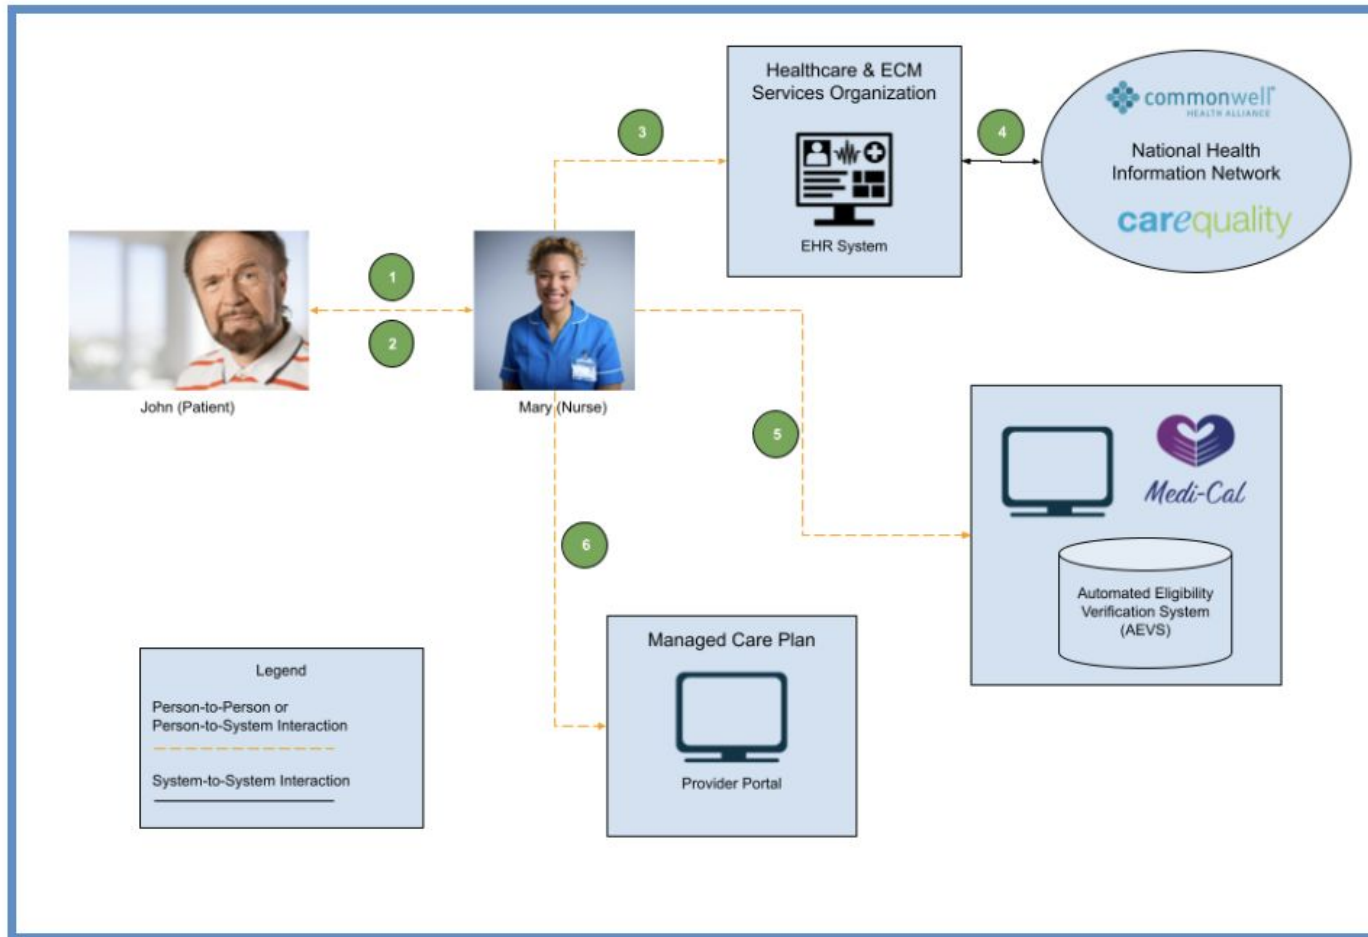 Healthcare & ECM
Services Organization
EHR System
3
4
commonwell
HEALTH ALLIANCE
National Health
Information Network
carequality
1
2
John (Patient)
Mary (Nurse)
5
Medi-Cal
Automated Eligibility
Verification System
(AEVS)
6
Managed Care Plan
Provider Portal
Legend
Person-to-Person or
Person-to-System Interaction
System-to-System Interaction